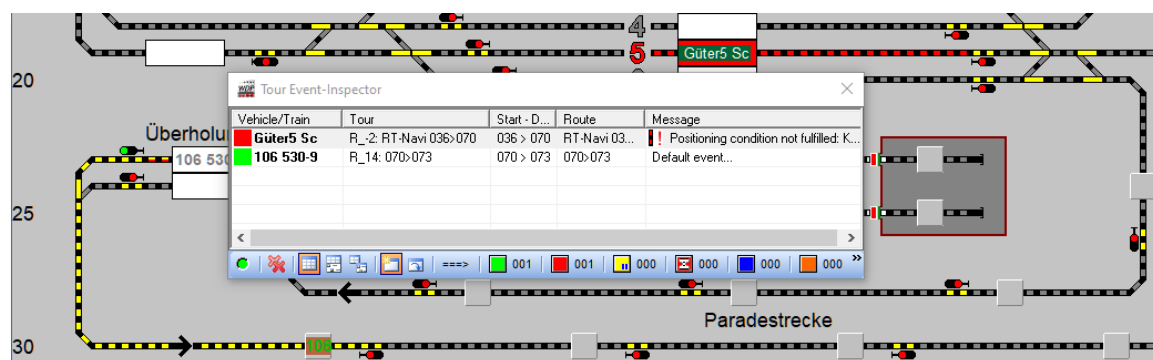 4
5 Güter5 Sc
20
Tour Event-Inspector
Vehicle/Train Tour Start - D... Route Message
Güter5 Sc R_-2: RT-Navi 036>070 036 > 070 RT-Navi 03... ! Positioning condition not fulfilled: K...
106 530-9 R_14: 070>073 070 > 073 070>073 Default event...
Überholu
106 530
25
===> 001 001 000 000 000 000 »
Paradestrecke
30
106